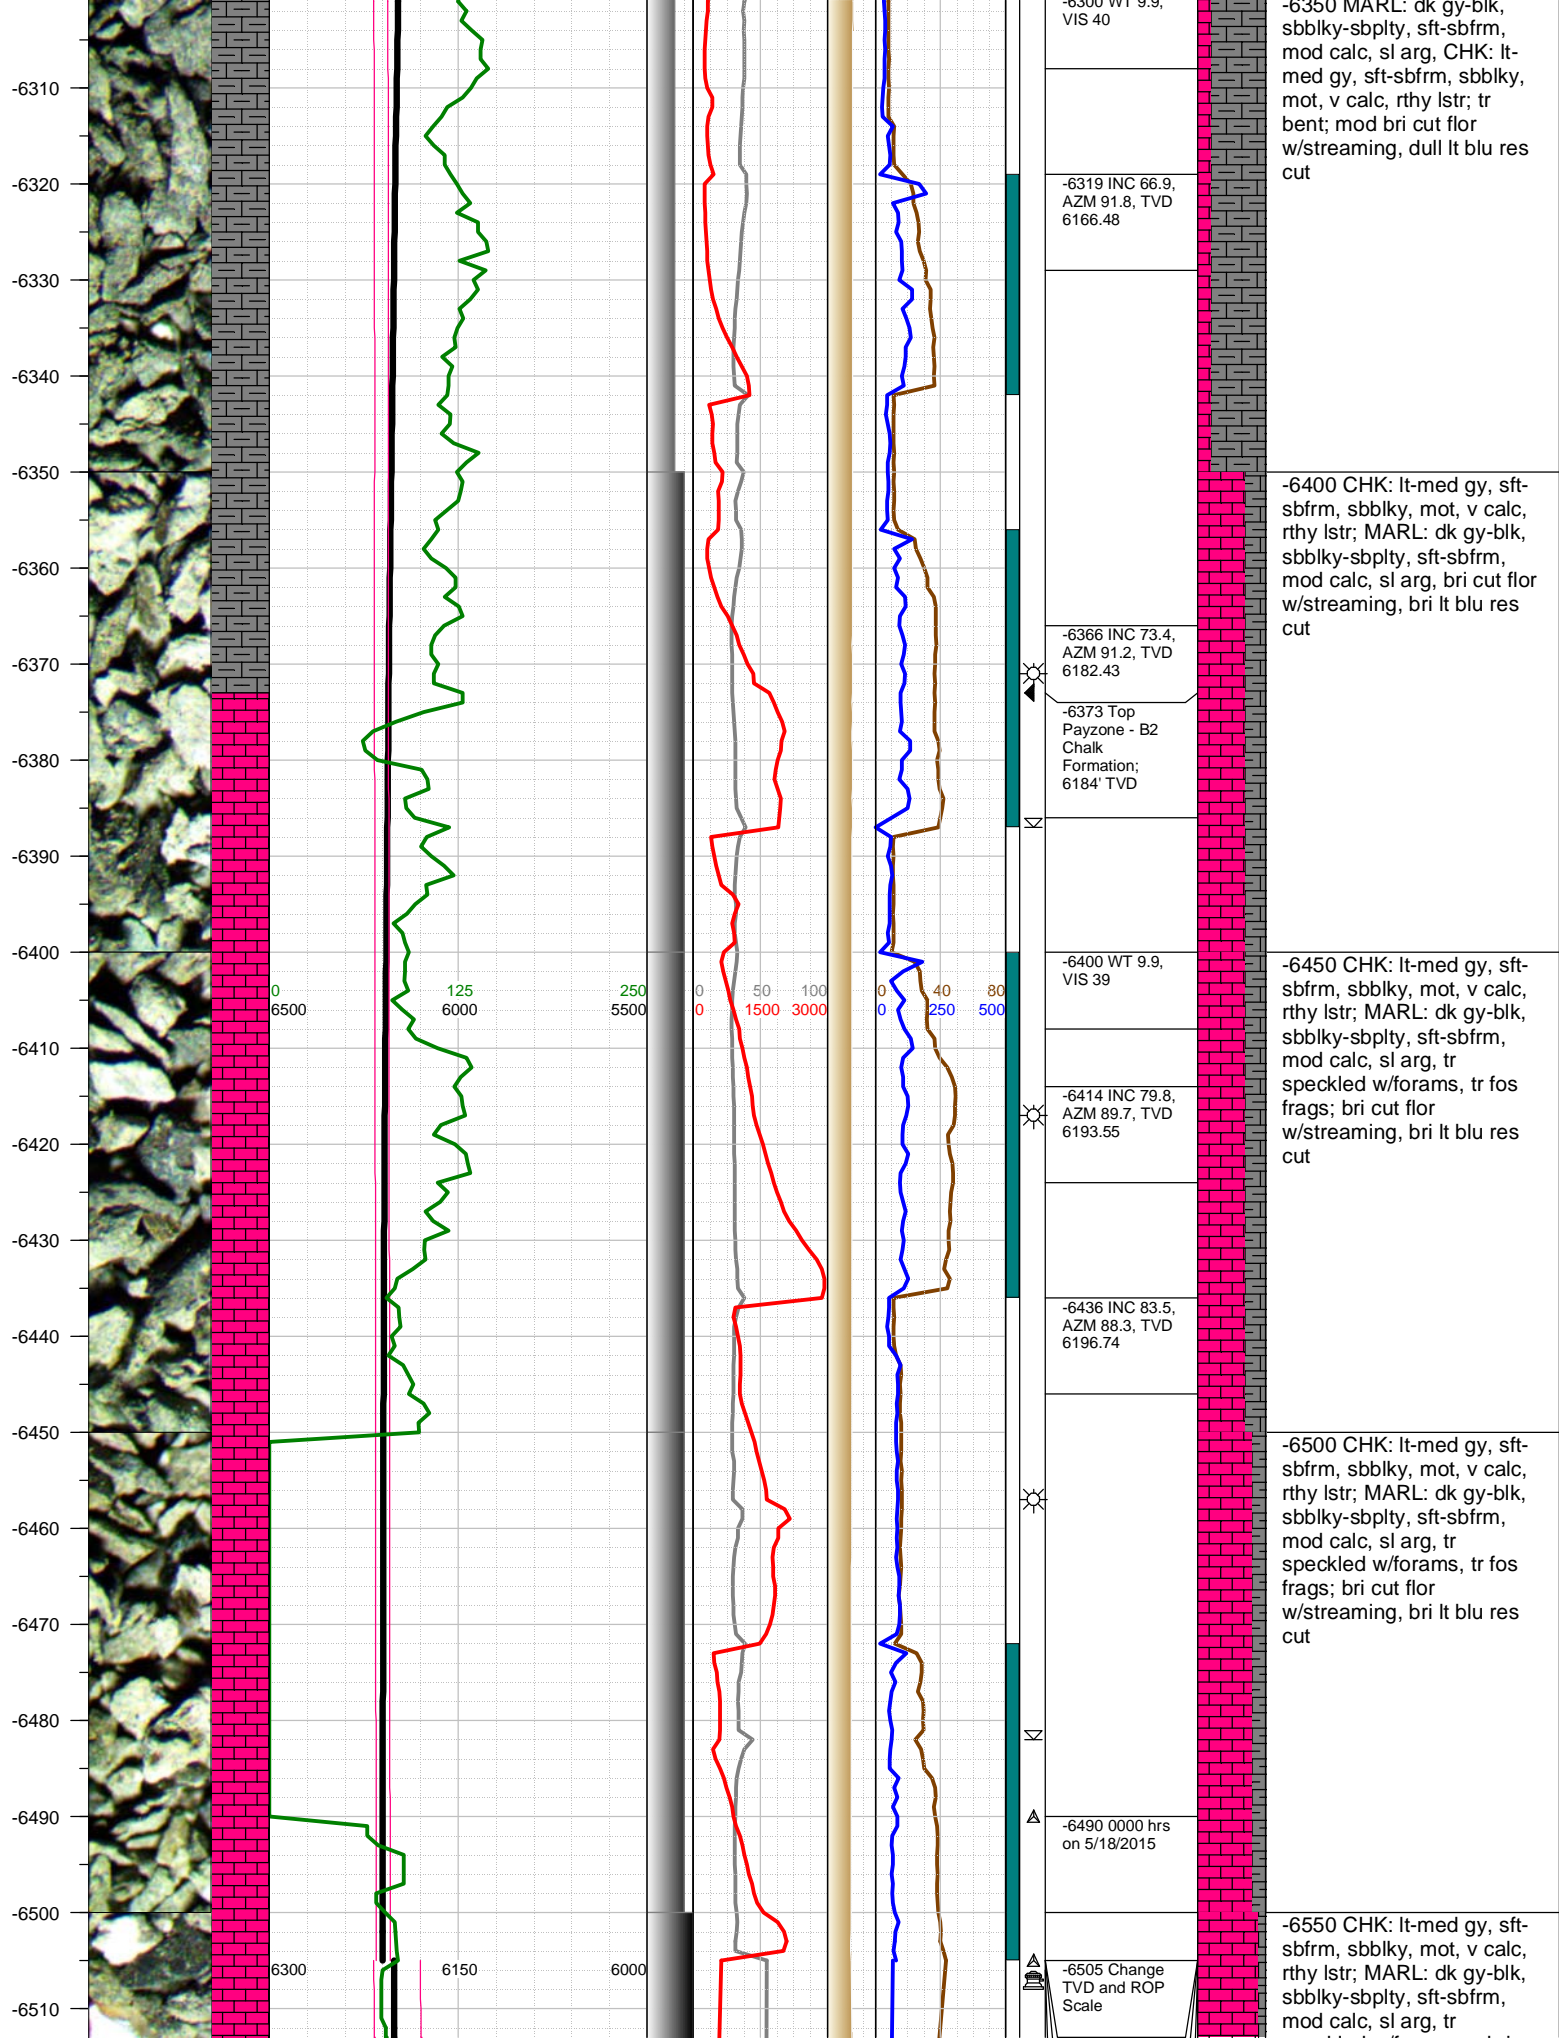 -6300 WT 9.9,
VIS 40
-6350 MARL: dk gy-blk,
sbblky-sbplty, sft-sbfrm,
mod calc, sl arg, CHK: lt-
med gy, sft-sbfrm, sbblky,
mot, v calc, rthy lstr; tr
bent; mod bri cut flor
w/streaming, dull lt blu res
cut
-6310
-6320
-6319 INC 66.9,
AZM 91.8, TVD
6166.48
-6330
-6340
-6350
-6400 CHK: lt-med gy, sft-
sbfrm, sbblky, mot, v calc,
rthy lstr; MARL: dk gy-blk,
sbblky-sbplty, sft-sbfrm,
mod calc, sl arg, bri cut flor
w/streaming, bri lt blu res
cut
-6360
-6370
-6366 INC 73.4,
AZM 91.2, TVD
6182.43
-6373 Top
Payzone - B2
Chalk
Formation;
6184' TVD
-6380
-6390
-6400
-6400 WT 9.9,
VIS 39
0 125 250 0 50 100 0 40 80
6500 6000 5500 0 1500 3000 0 250 500
-6450 CHK: lt-med gy, sft-
sbfrm, sbblky, mot, v calc,
rthy lstr; MARL: dk gy-blk,
sbblky-sbplty, sft-sbfrm,
mod calc, sl arg, tr
speckled w/forams, tr fos
frags; bri cut flor
w/streaming, bri lt blu res
cut
-6410
-6420
-6414 INC 79.8,
AZM 89.7, TVD
6193.55
-6430
-6440
-6436 INC 83.5,
AZM 88.3, TVD
6196.74
-6450
-6500 CHK: lt-med gy, sft-
sbfrm, sbblky, mot, v calc,
rthy lstr; MARL: dk gy-blk,
sbblky-sbplty, sft-sbfrm,
mod calc, sl arg, tr
speckled w/forams, tr fos
frags; bri cut flor
w/streaming, bri lt blu res
cut
-6460
-6470
-6480
-6490
-6490 0000 hrs
on 5/18/2015
-6500
-6550 CHK: lt-med gy, sft-
sbfrm, sbblky, mot, v calc,
rthy lstr; MARL: dk gy-blk,
sbblky-sbplty, sft-sbfrm,
mod calc, sl arg, tr
6300 6150 6000
-6505 Change
TVD and ROP
Scale
-6510